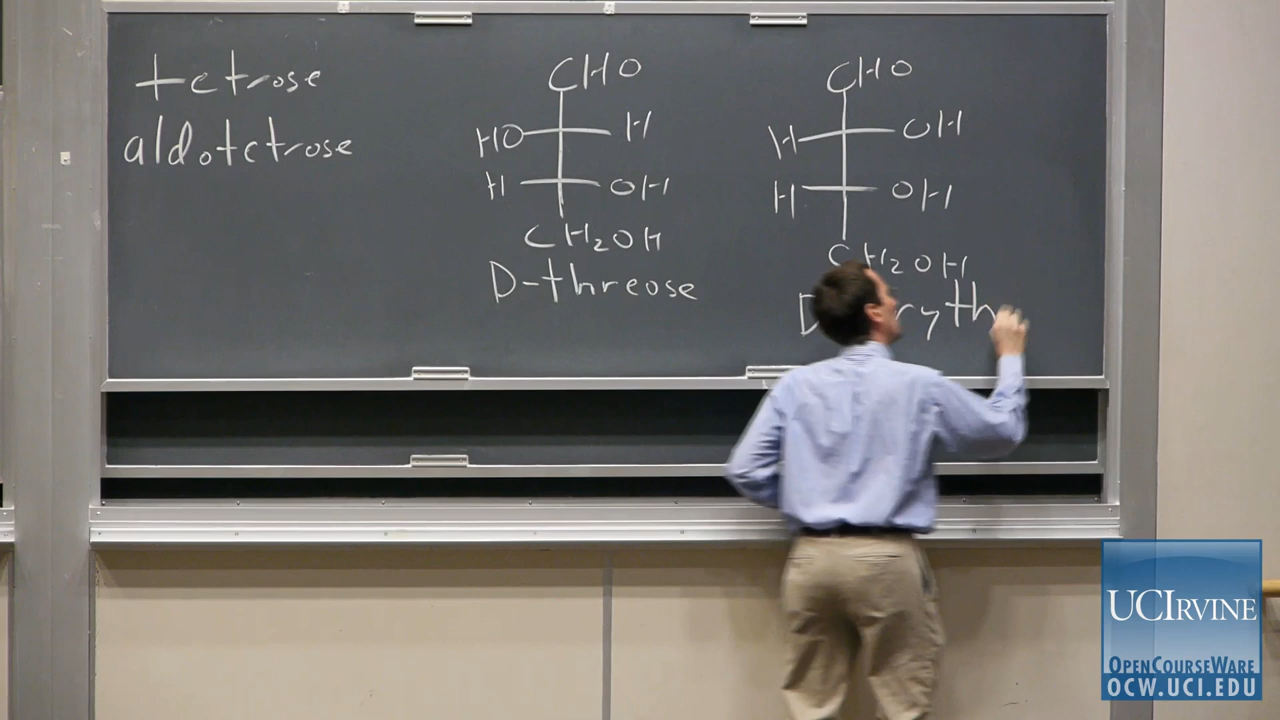 tetrose
aldotetrose
CHO
HO H
H OH
CH2OH
D-threose
CHO
H OH
H OH
CH2OH
UCIRVINE
OPENCOURSEWARE
OCW.UCI.EDU